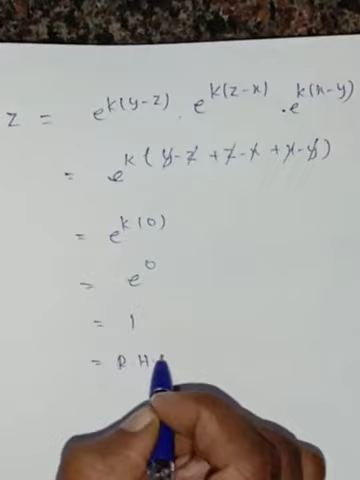 z = e^k(y-z) . e^k(z-x) . e^k(x-y)
= e^k(y-z+z-x+x-y)
= e^k(0)
= e^0
= 1
= R.H.